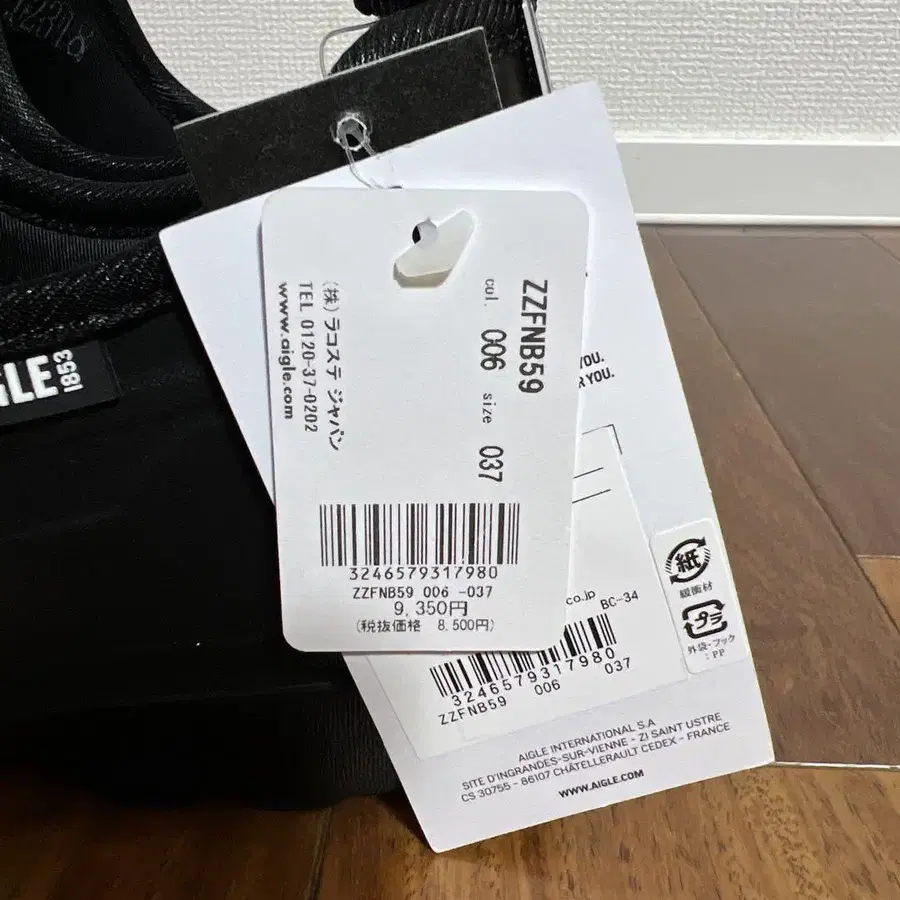 ZZFNB59
col. 006 size 037
(株) ラコステ ジャパン
TEL 0120-37-0202
www.aigle.com
3246579317980
ZZFNB59 006 -037
9,350円
(税抜価格 8,500円)
YOU.
YOU.
GLE
1853
co.jp
BC-34
3246579317980
ZZFNB59 006 037
紙
緩衝材
プラ
外袋・フック
:PP
AIGLE INTERNATIONAL S.A
SITE D'INGRANDES-SUR-VIENNE - ZI SAINT USTRE
CS 30755 - 86107 CHÂTELLERAULT CEDEX - FRANCE
WWW.AIGLE.COM